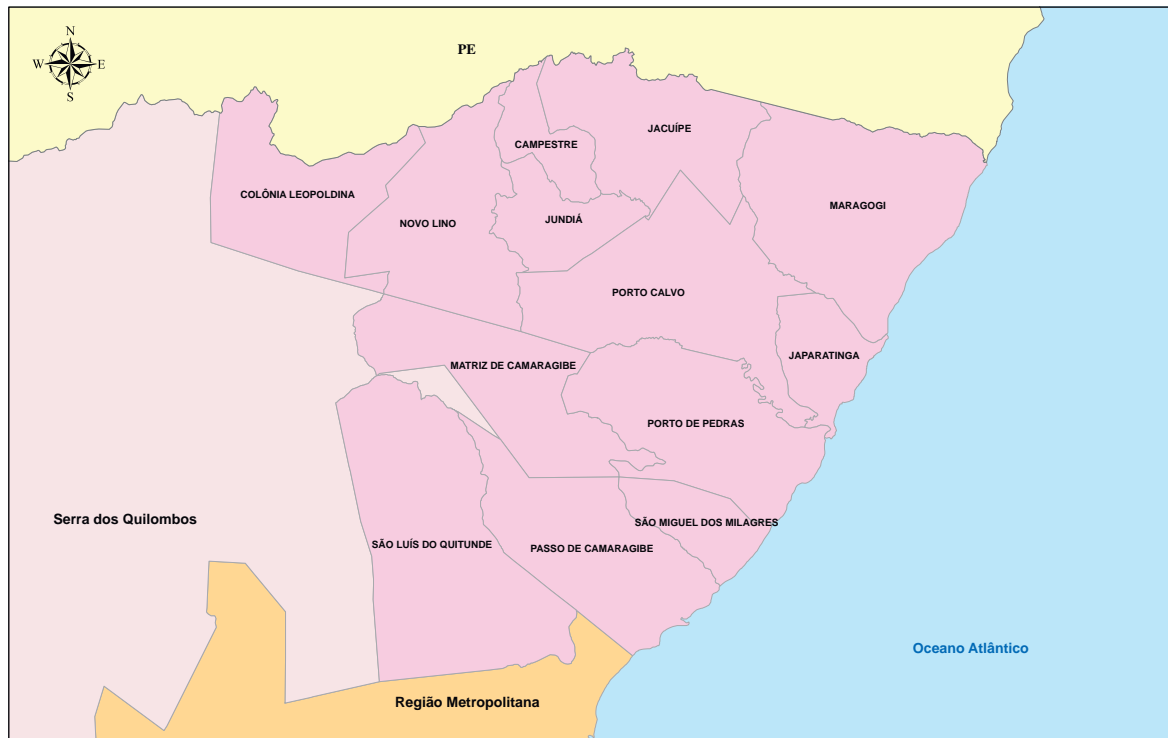 N
W E
S
PE
JACUÍPE
CAMPESTRE
COLÔNIA LEOPOLDINA
MARAGOGI
NOVO LINO
JUNDIÁ
PORTO CALVO
JAPARATINGA
MATRIZ DE CAMARAGIBE
PORTO DE PEDRAS
Serra dos Quilombos
SÃO MIGUEL DOS MILAGRES
SÃO LUÍS DO QUITUNDE
PASSO DE CAMARAGIBE
Oceano Atlântico
Região Metropolitana